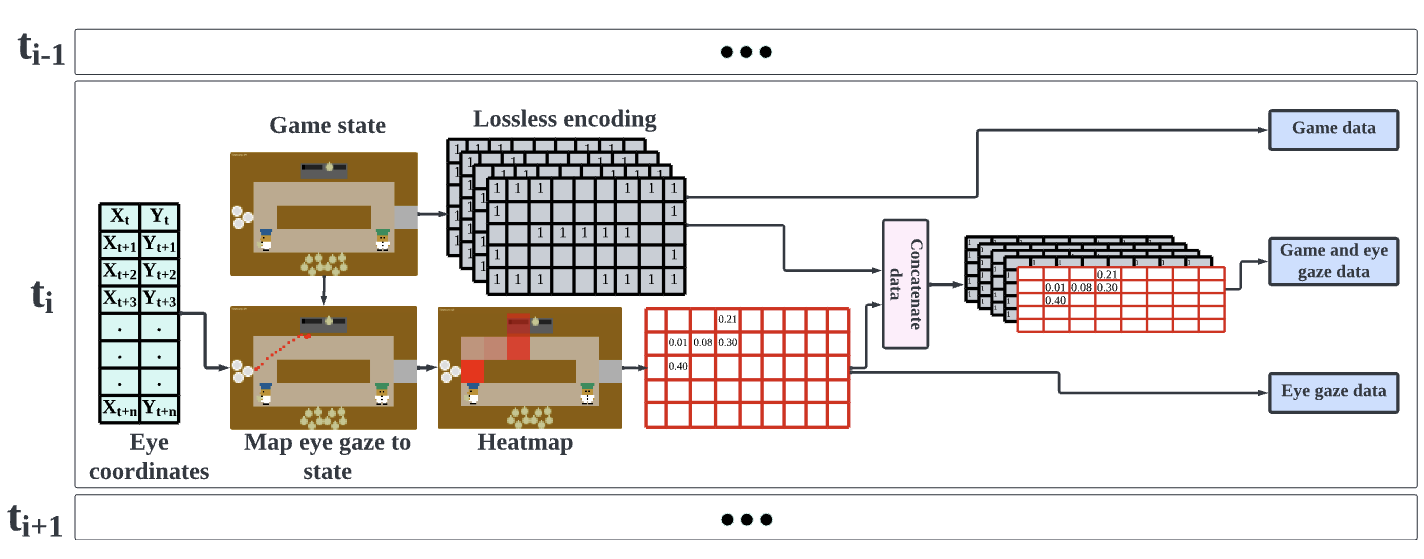 t_{i-1}
•••
t_i
Game state
Lossless encoding
1 1 1 1 1 1
1 1
1 1 1 1 1
1 1
1 1 1 1 1 1
X_t Y_t
X_{t+1} Y_{t+1}
X_{t+2} Y_{t+2}
X_{t+3} Y_{t+3}
. .
. .
. .
X_{t+n} Y_{t+n}
Eye
coordinates
Map eye gaze to
state
Heatmap
0.21
0.01 0.08 0.30
0.40
Concatenate
data
0.21
0.01 0.08 0.30
0.40
Game data
Game and eye
gaze data
Eye gaze data
t_{i+1}
•••